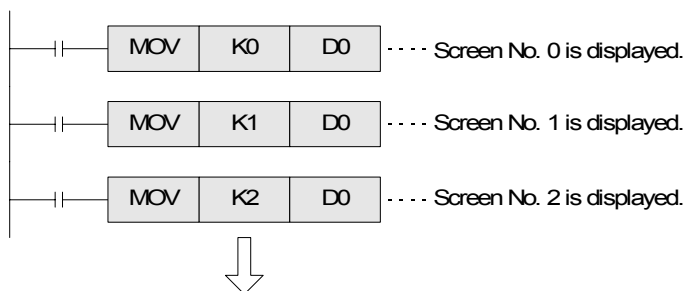 MOV K0 D0 Screen No. 0 is displayed.
MOV K1 D0 Screen No. 1 is displayed.
MOV K2 D0 Screen No. 2 is displayed.